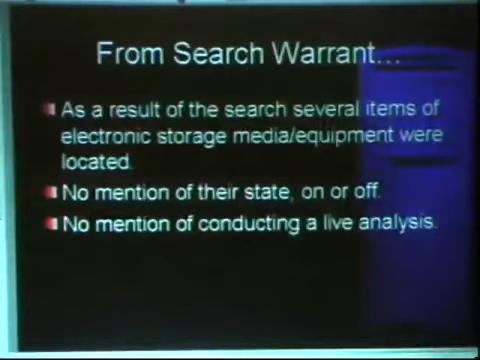 From Search Warrant...
As a result of the search several items of
electronic storage media/equipment were
located.
No mention of their state, on or off.
No mention of conducting a live analysis.